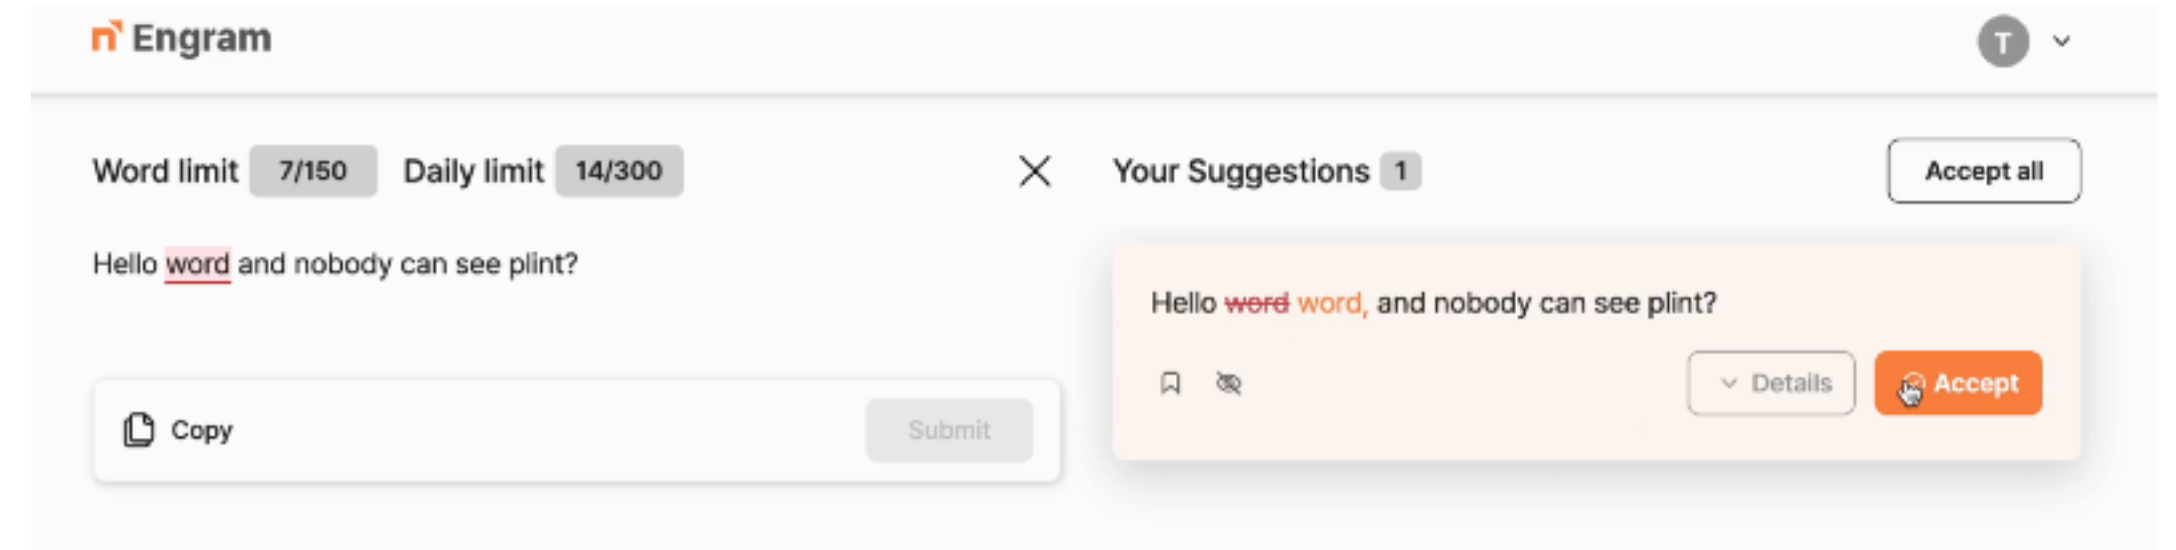 Engram
T
Word limit 7/150 Daily limit 14/300
Hello word and nobody can see plint?
Copy
Submit
Your Suggestions 1
Accept all
Hello word word, and nobody can see plint?
Details
Accept